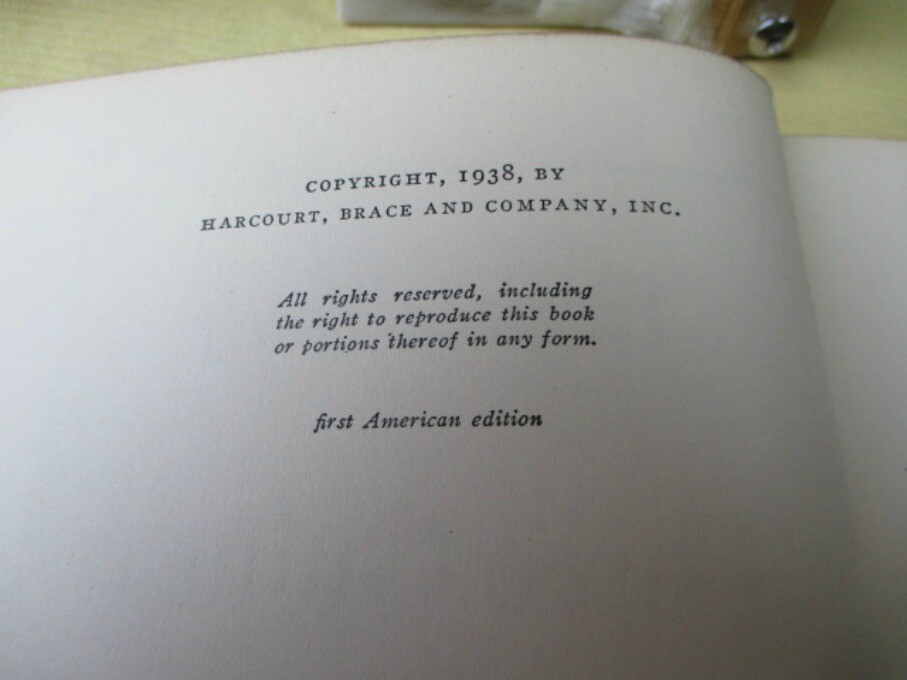 COPYRIGHT, 1938, BY
HARCOURT, BRACE AND COMPANY, INC.
All rights reserved, including
the right to reproduce this book
or portions thereof in any form.
first American edition